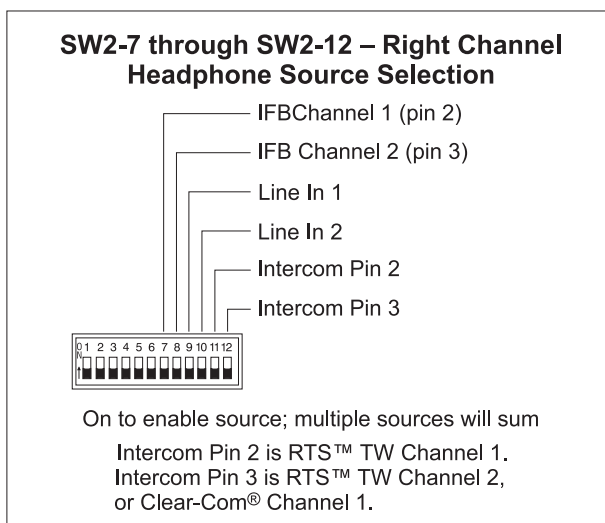 SW2-7 through SW2-12 – Right Channel
Headphone Source Selection
IFBChannel 1 (pin 2)
IFB Channel 2 (pin 3)
Line In 1
Line In 2
Intercom Pin 2
Intercom Pin 3
ON 1 2 3 4 5 6 7 8 9 10 11 12
On to enable source; multiple sources will sum
Intercom Pin 2 is RTS™ TW Channel 1.
Intercom Pin 3 is RTS™ TW Channel 2,
or Clear-Com® Channel 1.